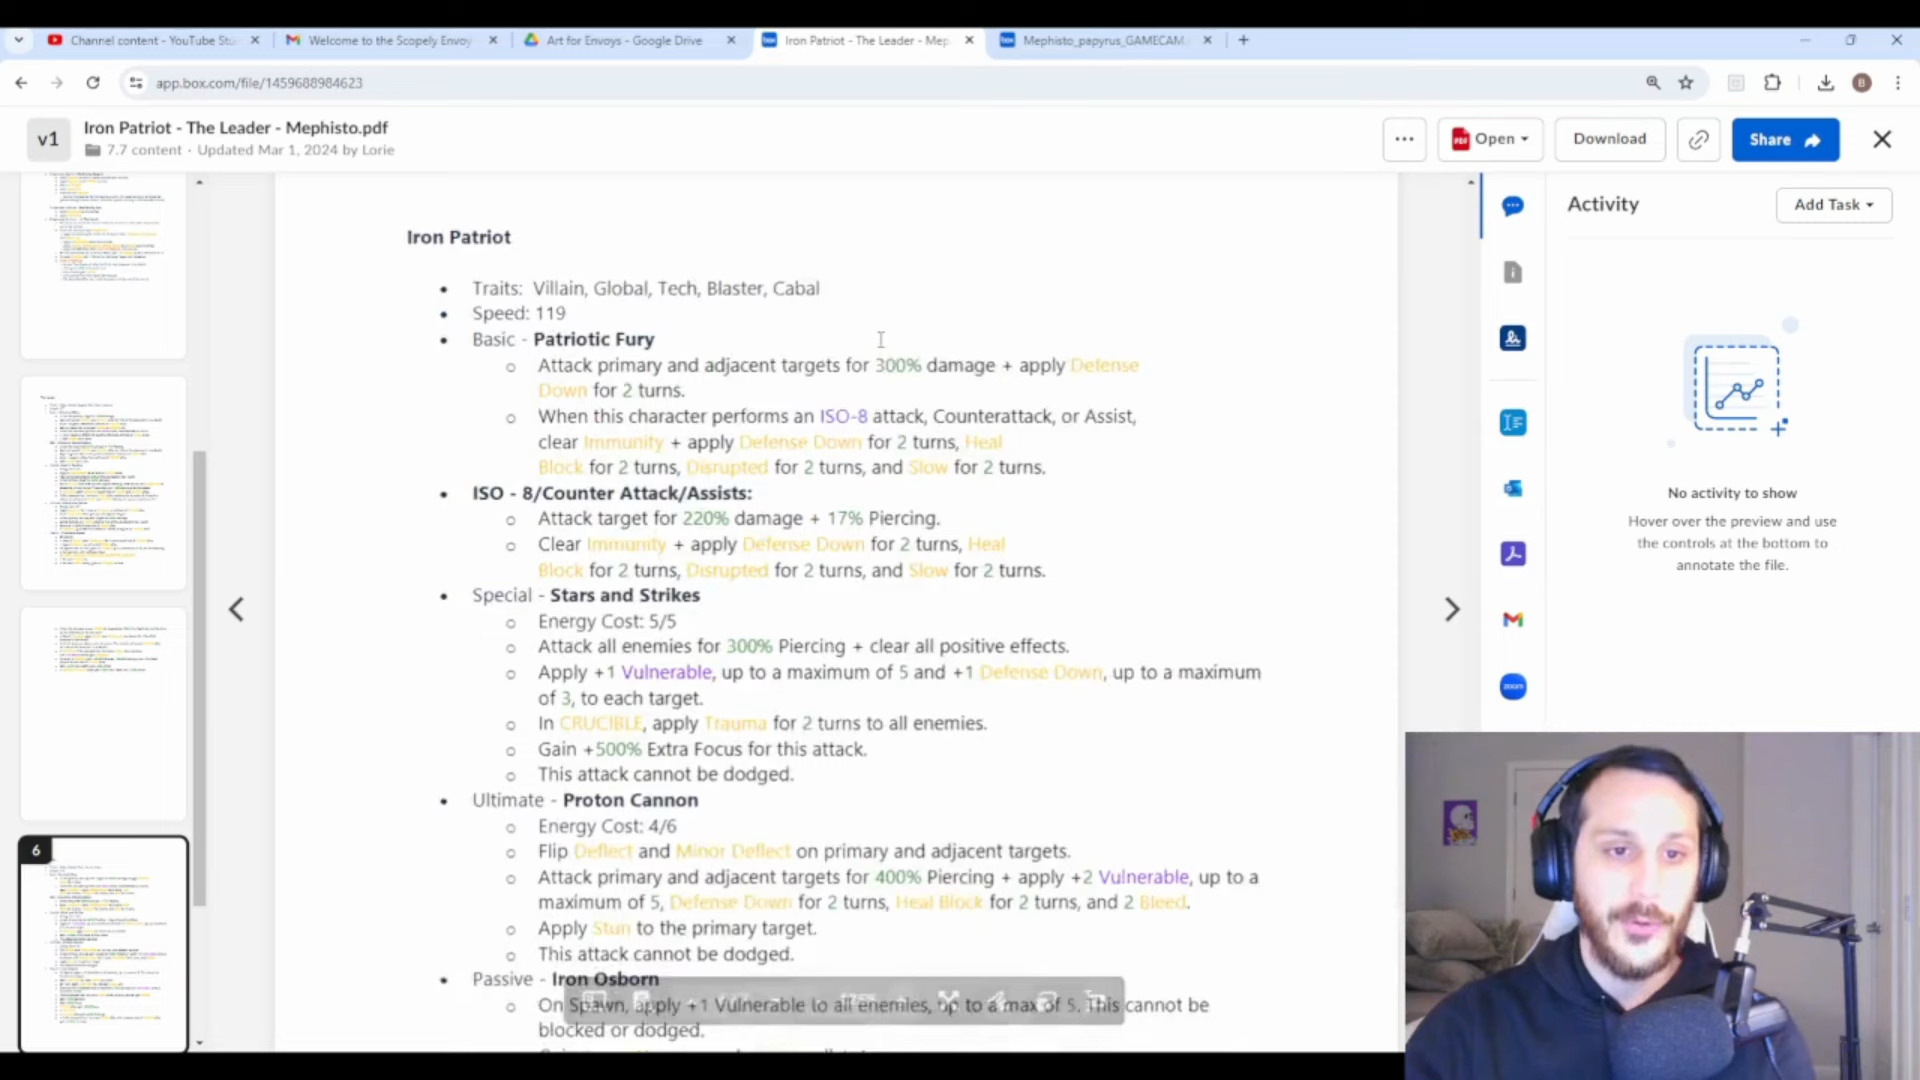 Channel content - YouTube Stu
Welcome to the Scopely Envoy
Art for Envoys - Google Drive
Iron Patriot - The Leader - Mep
Mephisto_papyrus_GAMECAM.
app.box.com/file/1459688984623
B
v1
Iron Patriot - The Leader - Mephisto.pdf
7.7 content · Updated Mar 1, 2024 by Lorie
PDF
Open
Download
Share
Activity
Add Task
No activity to show
Hover over the preview and use
the controls at the bottom to
annotate the file.
zoom
6
Iron Patriot
• Traits: Villain, Global, Tech, Blaster, Cabal
• Speed: 119
• Basic - Patriotic Fury
o Attack primary and adjacent targets for 300% damage + apply Defense
Down for 2 turns.
o When this character performs an ISO-8 attack, Counterattack, or Assist,
clear Immunity + apply Defense Down for 2 turns, Heal
Block for 2 turns, Disrupted for 2 turns, and Slow for 2 turns.
• ISO - 8/Counter Attack/Assists:
o Attack target for 220% damage + 17% Piercing.
o Clear Immunity + apply Defense Down for 2 turns, Heal
Block for 2 turns, Disrupted for 2 turns, and Slow for 2 turns.
• Special - Stars and Strikes
o Energy Cost: 5/5
o Attack all enemies for 300% Piercing + clear all positive effects.
o Apply +1 Vulnerable, up to a maximum of 5 and +1 Defense Down, up to a maximum
of 3, to each target.
o In CRUCIBLE, apply Trauma for 2 turns to all enemies.
o Gain +500% Extra Focus for this attack.
o This attack cannot be dodged.
• Ultimate - Proton Cannon
o Energy Cost: 4/6
o Flip Deflect and Minor Deflect on primary and adjacent targets.
o Attack primary and adjacent targets for 400% Piercing + apply +2 Vulnerable, up to a
maximum of 5, Defense Down for 2 turns, Heal Block for 2 turns, and 2 Bleed.
o Apply Stun to the primary target.
o This attack cannot be dodged.
• Passive - Iron Osborn
o On Spawn, apply +1 Vulnerable to all enemies, up to a max of 5. This cannot be
blocked or dodged.